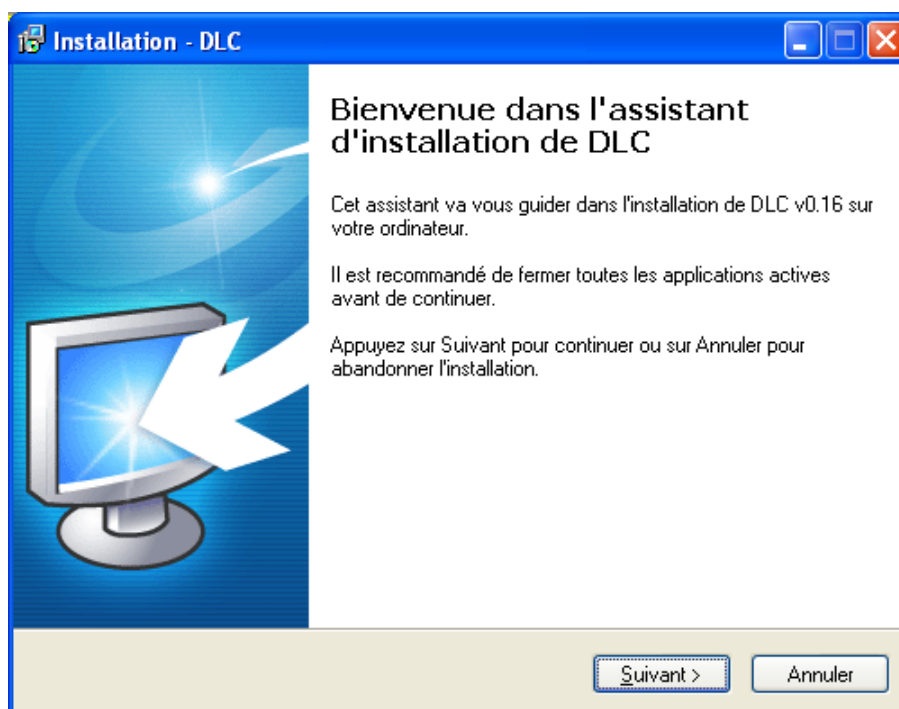 Installation - DLC
Bienvenue dans l'assistant
d'installation de DLC
Cet assistant va vous guider dans l'installation de DLC v0.16 sur
votre ordinateur.
Il est recommandé de fermer toutes les applications actives
avant de continuer.
Appuyez sur Suivant pour continuer ou sur Annuler pour
abandonner l'installation.
Suivant >
Annuler